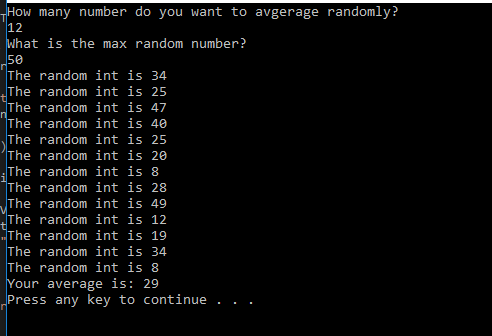 How many number do you want to avgerage randomly?
12
What is the max random number?
50
The random int is 34
The random int is 25
The random int is 47
The random int is 40
The random int is 25
The random int is 20
The random int is 8
The random int is 28
The random int is 49
The random int is 12
The random int is 19
The random int is 34
The random int is 8
Your average is: 29
Press any key to continue . . .